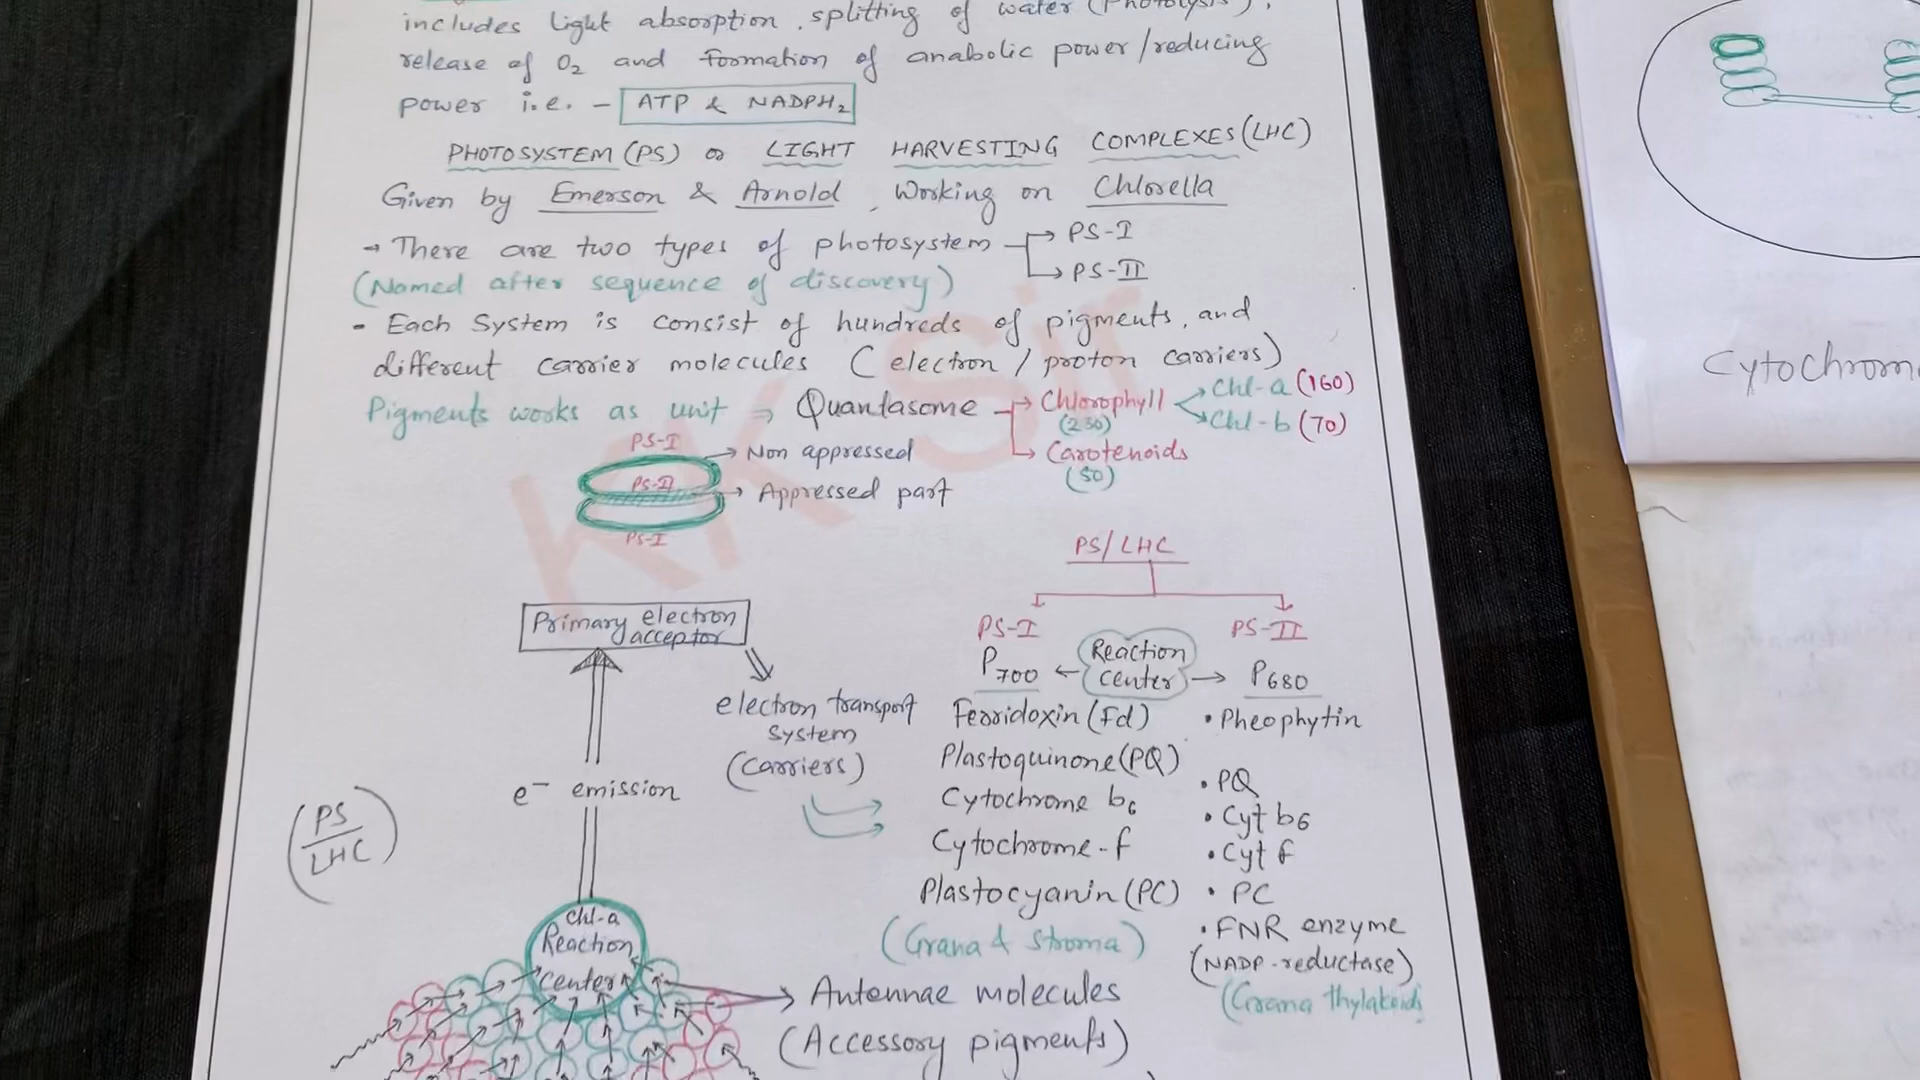 includes light absorption, splitting of water (Photolysis),
release of O2 and formation of anabolic power/reducing
power i.e. - ATP & NADPH2
PHOTOSYSTEM (PS) or LIGHT HARVESTING COMPLEXES (LHC)
Given by Emerson & Arnold, working on Chlorella
→ There are two types of photosystem → PS-I
→ PS-II
(Named after sequence of discovery)
- Each System is consist of hundreds of pigments, and
different carrier molecules (electron / proton carriers)
Pigments works as unit ⇒ Quantasome → Chlorophyll → Chl-a (160)
(230) → Chl-b (70)
→ Carotenoids
(50)
PS-I
→ Non appressed
PS-II
→ Appressed part
PS-I
KK Sir
Primary electron
acceptor
electron transport
system
(carriers)
e⁻ emission
(PS
LHC)
Chl-a
Reaction
center
Antennae molecules
(Accessory pigments)
PS/LHC
PS-I PS-II
P700 ← Reaction center → P680
Ferridoxin (Fd) • Pheophytin
Plastoquinone (PQ) • PQ
Cytochrome b6 • Cyt b6
Cytochrome-f • Cyt f
Plastocyanin (PC) • PC
(Grana & Stroma) • FNR enzyme
(NADP-reductase)
(Grana thylakoids
Cytochrom